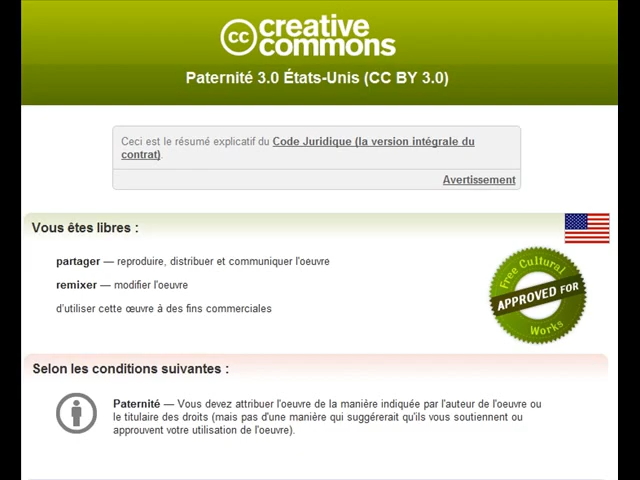 cc creative
commons
Paternité 3.0 États-Unis (CC BY 3.0)
Ceci est le résumé explicatif du Code Juridique (la version intégrale du
contrat).
Avertissement
Vous êtes libres :
partager — reproduire, distribuer et communiquer l'oeuvre
remixer — modifier l'oeuvre
d'utiliser cette œuvre à des fins commerciales
Free Cultural
APPROVED FOR
Works
Selon les conditions suivantes :
Paternité — Vous devez attribuer l'oeuvre de la manière indiquée par l'auteur de l'oeuvre ou
le titulaire des droits (mais pas d'une manière qui suggérerait qu'ils vous soutiennent ou
approuvent votre utilisation de l'oeuvre).